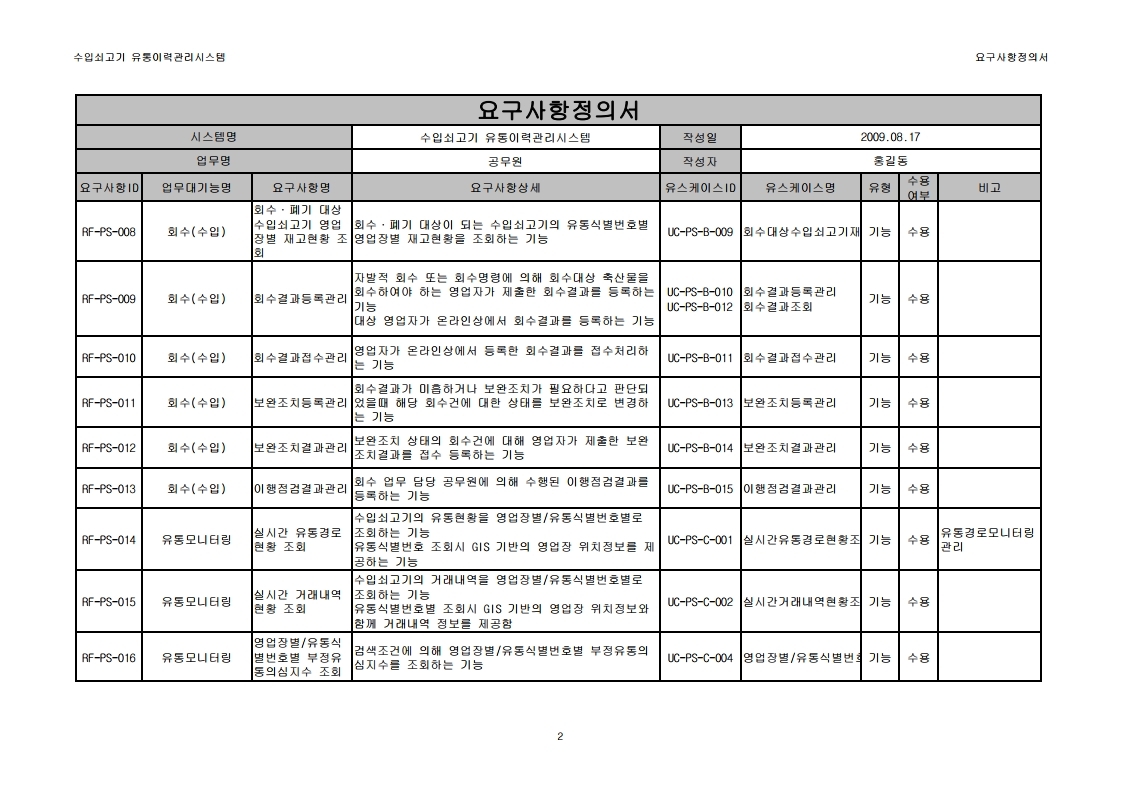 수입쇠고기 유통이력관리시스템 요구사항정의서
요구사항정의서
시스템명 수입쇠고기 유통이력관리시스템 작성일 2009.08.17
업무명 공무원 작성자 홍길동
요구사항ID 업무대기능명 요구사항명 요구사항상세 유스케이스ID 유스케이스명 유형 수용 여부 비고
RF-PS-008 회수(수입)
회수·폐기 대상
수입쇠고기 영업
장별 재고현황 조
회
회수·폐기 대상이 되는 수입쇠고기의 유통식별번호별
영업장별 재고현황을 조회하는 기능
UC-PS-B-009 회수대상수입쇠고기재 기능 수용
RF-PS-009 회수(수입) 회수결과등록관리
자발적 회수 또는 회수명령에 의해 회수대상 축산물을
회수하여야 하는 영업자가 제출한 회수결과를 등록하는
기능
대상 영업자가 온라인상에서 회수결과를 등록하는 기능
UC-PS-B-010 회수결과등록관리
UC-PS-B-012 회수결과조회
기능 수용
RF-PS-010 회수(수입) 회수결과접수관리
영업자가 온라인상에서 등록한 회수결과를 접수처리하
는 기능
UC-PS-B-011 회수결과접수관리 기능 수용
RF-PS-011 회수(수입) 보완조치등록관리
회수결과가 미흡하거나 보완조치가 필요하다고 판단되
었을때 해당 회수건에 대한 상태를 보완조치로 변경하
는 기능
UC-PS-B-013 보완조치등록관리 기능 수용
RF-PS-012 회수(수입) 보완조치결과관리
보완조치 상태의 회수건에 대해 영업자가 제출한 보완
조치결과를 접수 등록하는 기능
UC-PS-B-014 보완조치결과관리 기능 수용
RF-PS-013 회수(수입) 이행점검결과관리
회수 업무 담당 공무원에 의해 수행된 이행점검결과를
등록하는 기능
UC-PS-B-015 이행점검결과관리 기능 수용
RF-PS-014 유통모니터링
실시간 유통경로
현황 조회
수입쇠고기의 유통현황을 영업장별/유통식별번호별로
조회하는 기능
유통식별번호 조회시 GIS 기반의 영업장 위치정보를 제
공하는 기능
UC-PS-C-001 실시간유통경로현황조 기능 수용
유통경로모니터링
관리
RF-PS-015 유통모니터링
실시간 거래내역
현황 조회
수입쇠고기의 거래내역을 영업장별/유통식별번호별로
조회하는 기능
유통식별번호별 조회시 GIS 기반의 영업장 위치정보와
함께 거래내역 정보를 제공함
UC-PS-C-002 실시간거래내역현황조 기능 수용
RF-PS-016 유통모니터링
영업장별/유통식
별번호별 부정유
통의심지수 조회
검색조건에 의해 영업장별/유통식별번호별 부정유통의
심지수를 조회하는 기능
UC-PS-C-004 영업장별/유통식별번호 기능 수용
2